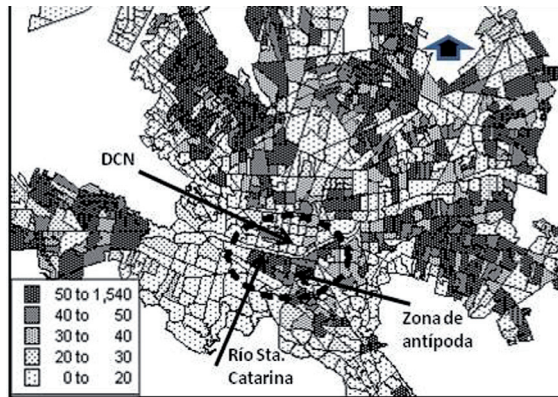 DCN
50 to 1,540
40 to 50
30 to 40
20 to 30
0 to 20
Río Sta.
Catarina
Zona de
antípoda